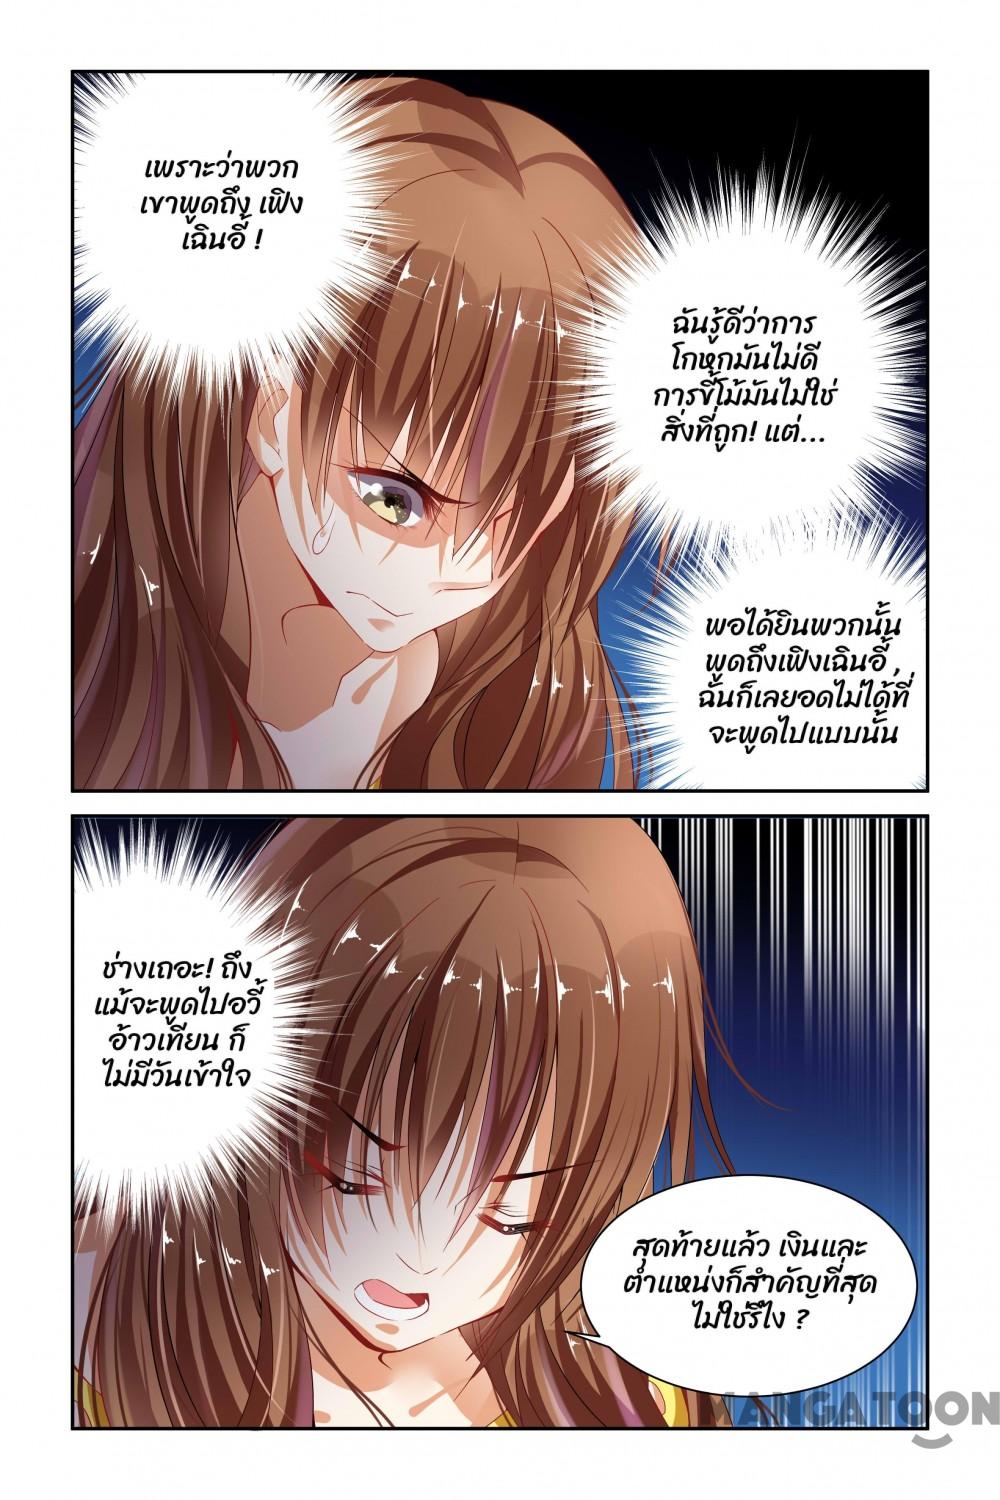 เพราะว่าพวก
เขาพูดถึง เฟิง
เฉินอี้ !
ฉันรู้ดีว่าการ
โกหกมันไม่ดี
การขี้โม้มันไม่ใช่
สิ่งที่ถูก! แต่...
พอได้ยินพวกนั้น
พูดถึงเฟิงเฉินอี้ ,
ฉันก็เลยอดไม่ได้ที่
จะพูดไปแบบนั้น
ช่างเถอะ! ถึง
แม้จะพูดไปอวี้
อ้าวเทียน ก็
ไม่มีวันเข้าใจ
สุดท้ายแล้ว เงินและ
ตำแหน่งก็สำคัญที่สุด
ไม่ใช่รึไง ?
MANGATOON